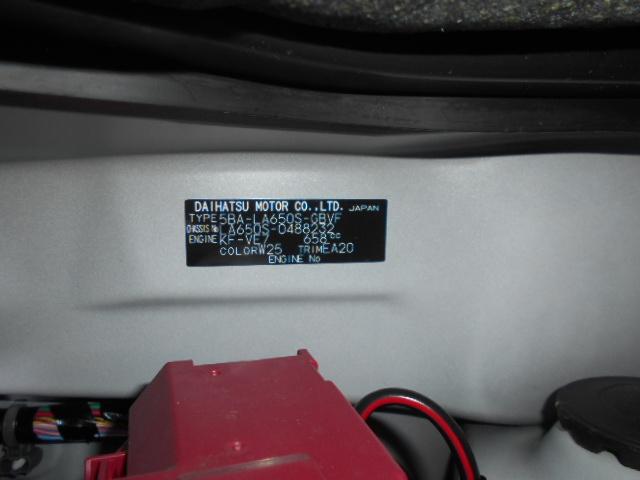 DAIHATSU MOTOR CO.,LTD. JAPAN
TYPE 5BA-LA650S-GBVF
CHASSIS No LA650S-0488232
ENGINE KF-VE7 658cc
COLOR W25 TRIM EA20
ENGINE No